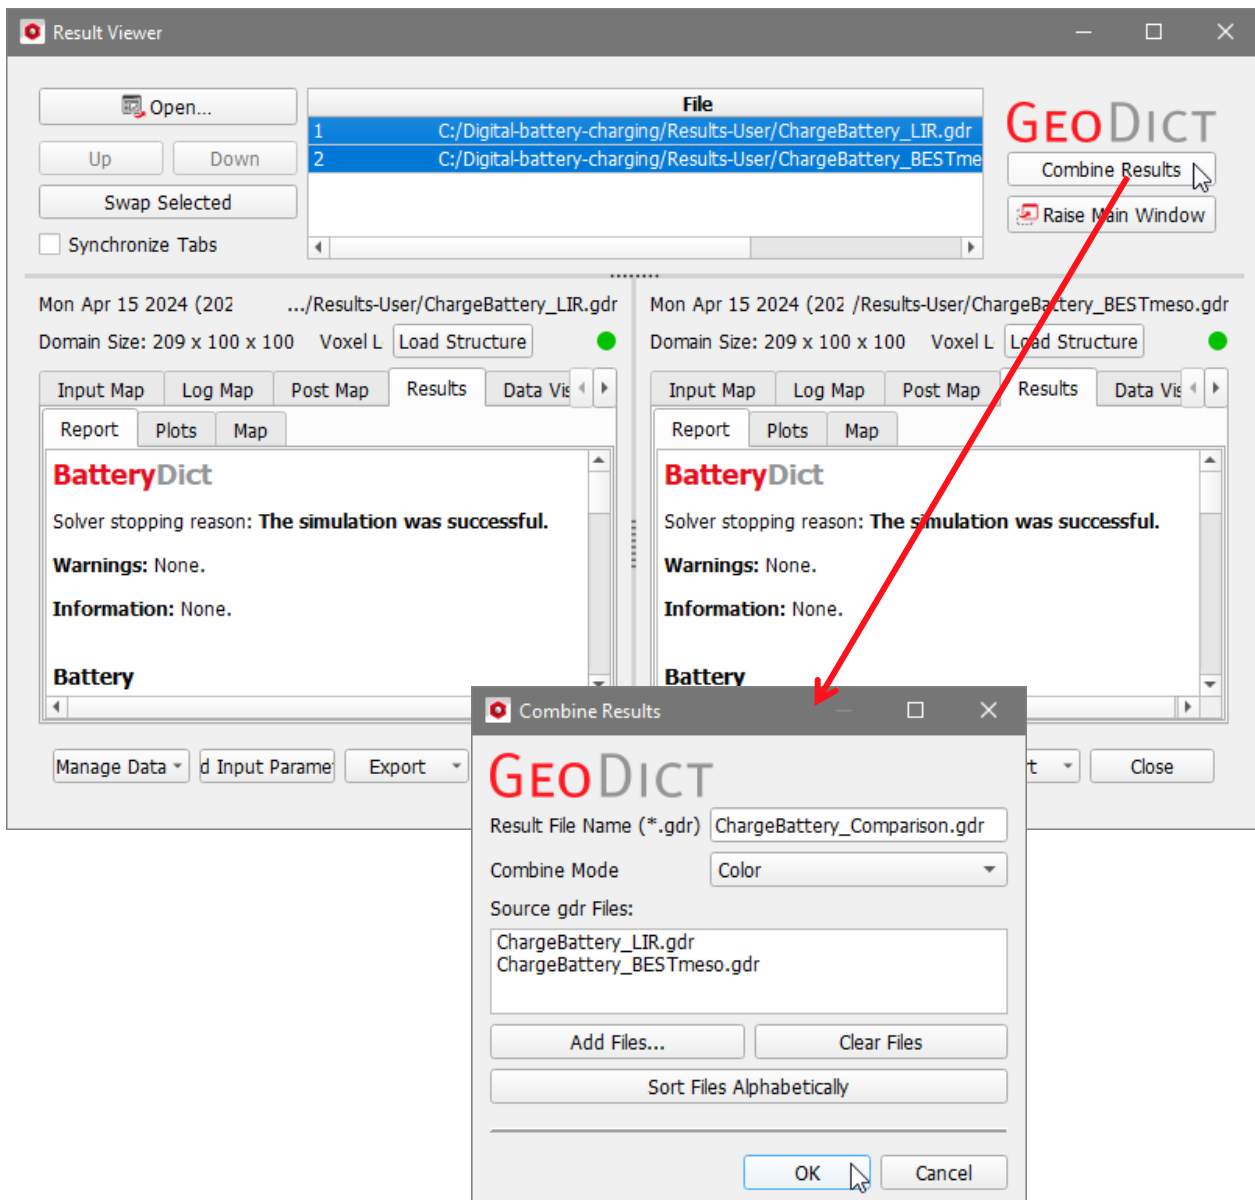 Result Viewer
Open...
Up
Down
Swap Selected
Synchronize Tabs
File
1 C:/Digital-battery-charging/Results-User/ChargeBattery_LIR.gdr
2 C:/Digital-battery-charging/Results-User/ChargeBattery_BESTme
GEODICT
Combine Results
Raise Main Window
Mon Apr 15 2024 (202 .../Results-User/ChargeBattery_LIR.gdr
Domain Size: 209 x 100 x 100 Voxel L Load Structure
Input Map Log Map Post Map Results Data Vis
Report Plots Map
BatteryDict
Solver stopping reason: The simulation was successful.
Warnings: None.
Information: None.
Battery
Mon Apr 15 2024 (202 /Results-User/ChargeBattery_BESTmeso.gdr
Domain Size: 209 x 100 x 100 Voxel L Load Structure
Input Map Log Map Post Map Results Data Vis
Report Plots Map
BatteryDict
Solver stopping reason: The simulation was successful.
Warnings: None.
Information: None.
Battery
Manage Data d Input Parame Export
rt Close
Combine Results
GEODICT
Result File Name (*.gdr) ChargeBattery_Comparison.gdr
Combine Mode Color
Source gdr Files:
ChargeBattery_LIR.gdr
ChargeBattery_BESTmeso.gdr
Add Files... Clear Files
Sort Files Alphabetically
OK Cancel